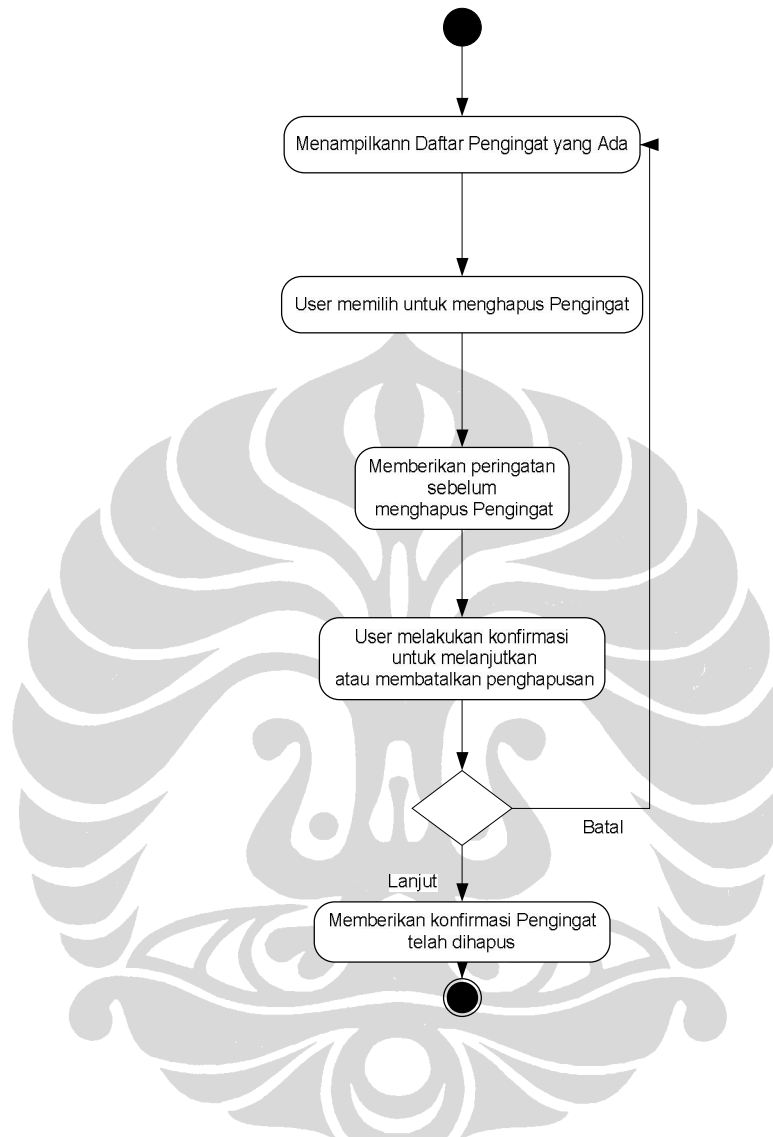 Menampilkann Daftar Pengingat yang Ada
User memilih untuk menghapus Pengingat
Memberikan peringatan
sebelum
menghapus Pengingat
User melakukan konfirmasi
untuk melanjutkan
atau membatalkan penghapusan
Batal
Lanjut
Memberikan konfirmasi Pengingat
telah dihapus